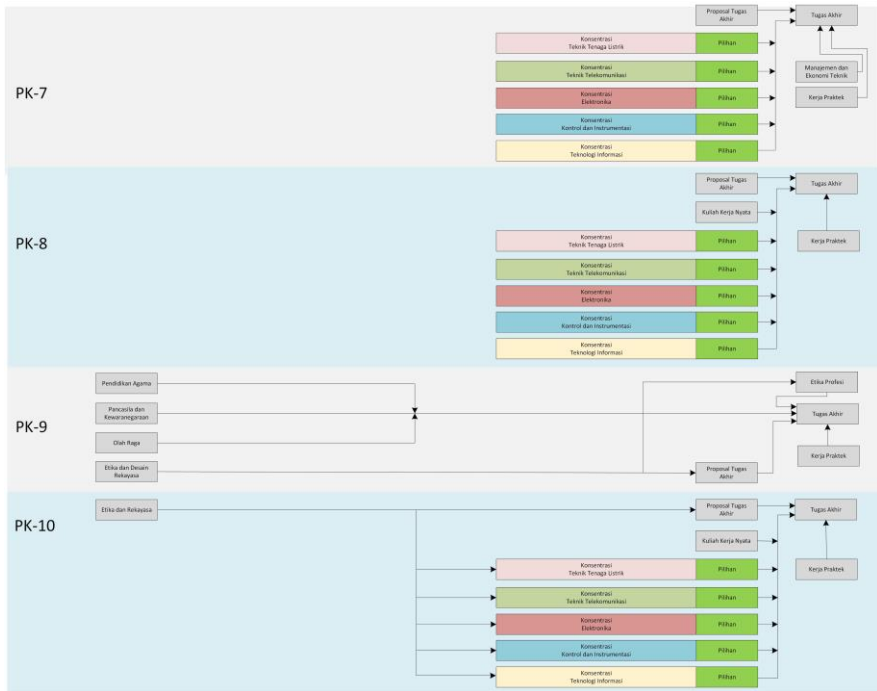 Proposal Tugas
Akhir
Tugas Akhir
Konsentrasi
Teknik Tenaga Listrik
Pilihan
Konsentrasi
Teknik Telekomunikasi
Pilihan
Manajemen dan
Ekonomi Teknik
PK-7
Konsentrasi
Elektronika
Pilihan
Kerja Praktek
Konsentrasi
Kontrol dan Instrumentasi
Pilihan
Konsentrasi
Teknologi Informasi
Pilihan
Proposal Tugas
Akhir
Tugas Akhir
Kuliah Kerja Nyata
PK-8
Konsentrasi
Teknik Tenaga Listrik
Pilihan
Kerja Praktek
Konsentrasi
Teknik Telekomunikasi
Pilihan
Konsentrasi
Elektronika
Pilihan
Konsentrasi
Kontrol dan Instrumentasi
Pilihan
Konsentrasi
Teknologi Informasi
Pilihan
Pendidikan Agama
Etika Profesi
Pancasila dan
Kewaranegaraan
Tugas Akhir
PK-9
Olah Raga
Kerja Praktek
Etika dan Desain
Rekayasa
Proposal Tugas
Akhir
PK-10
Etika dan Rekayasa
Proposal Tugas
Akhir
Tugas Akhir
Kuliah Kerja Nyata
Konsentrasi
Teknik Tenaga Listrik
Pilihan
Kerja Praktek
Konsentrasi
Teknik Telekomunikasi
Pilihan
Konsentrasi
Elektronika
Pilihan
Konsentrasi
Kontrol dan Instrumentasi
Pilihan
Konsentrasi
Teknologi Informasi
Pilihan